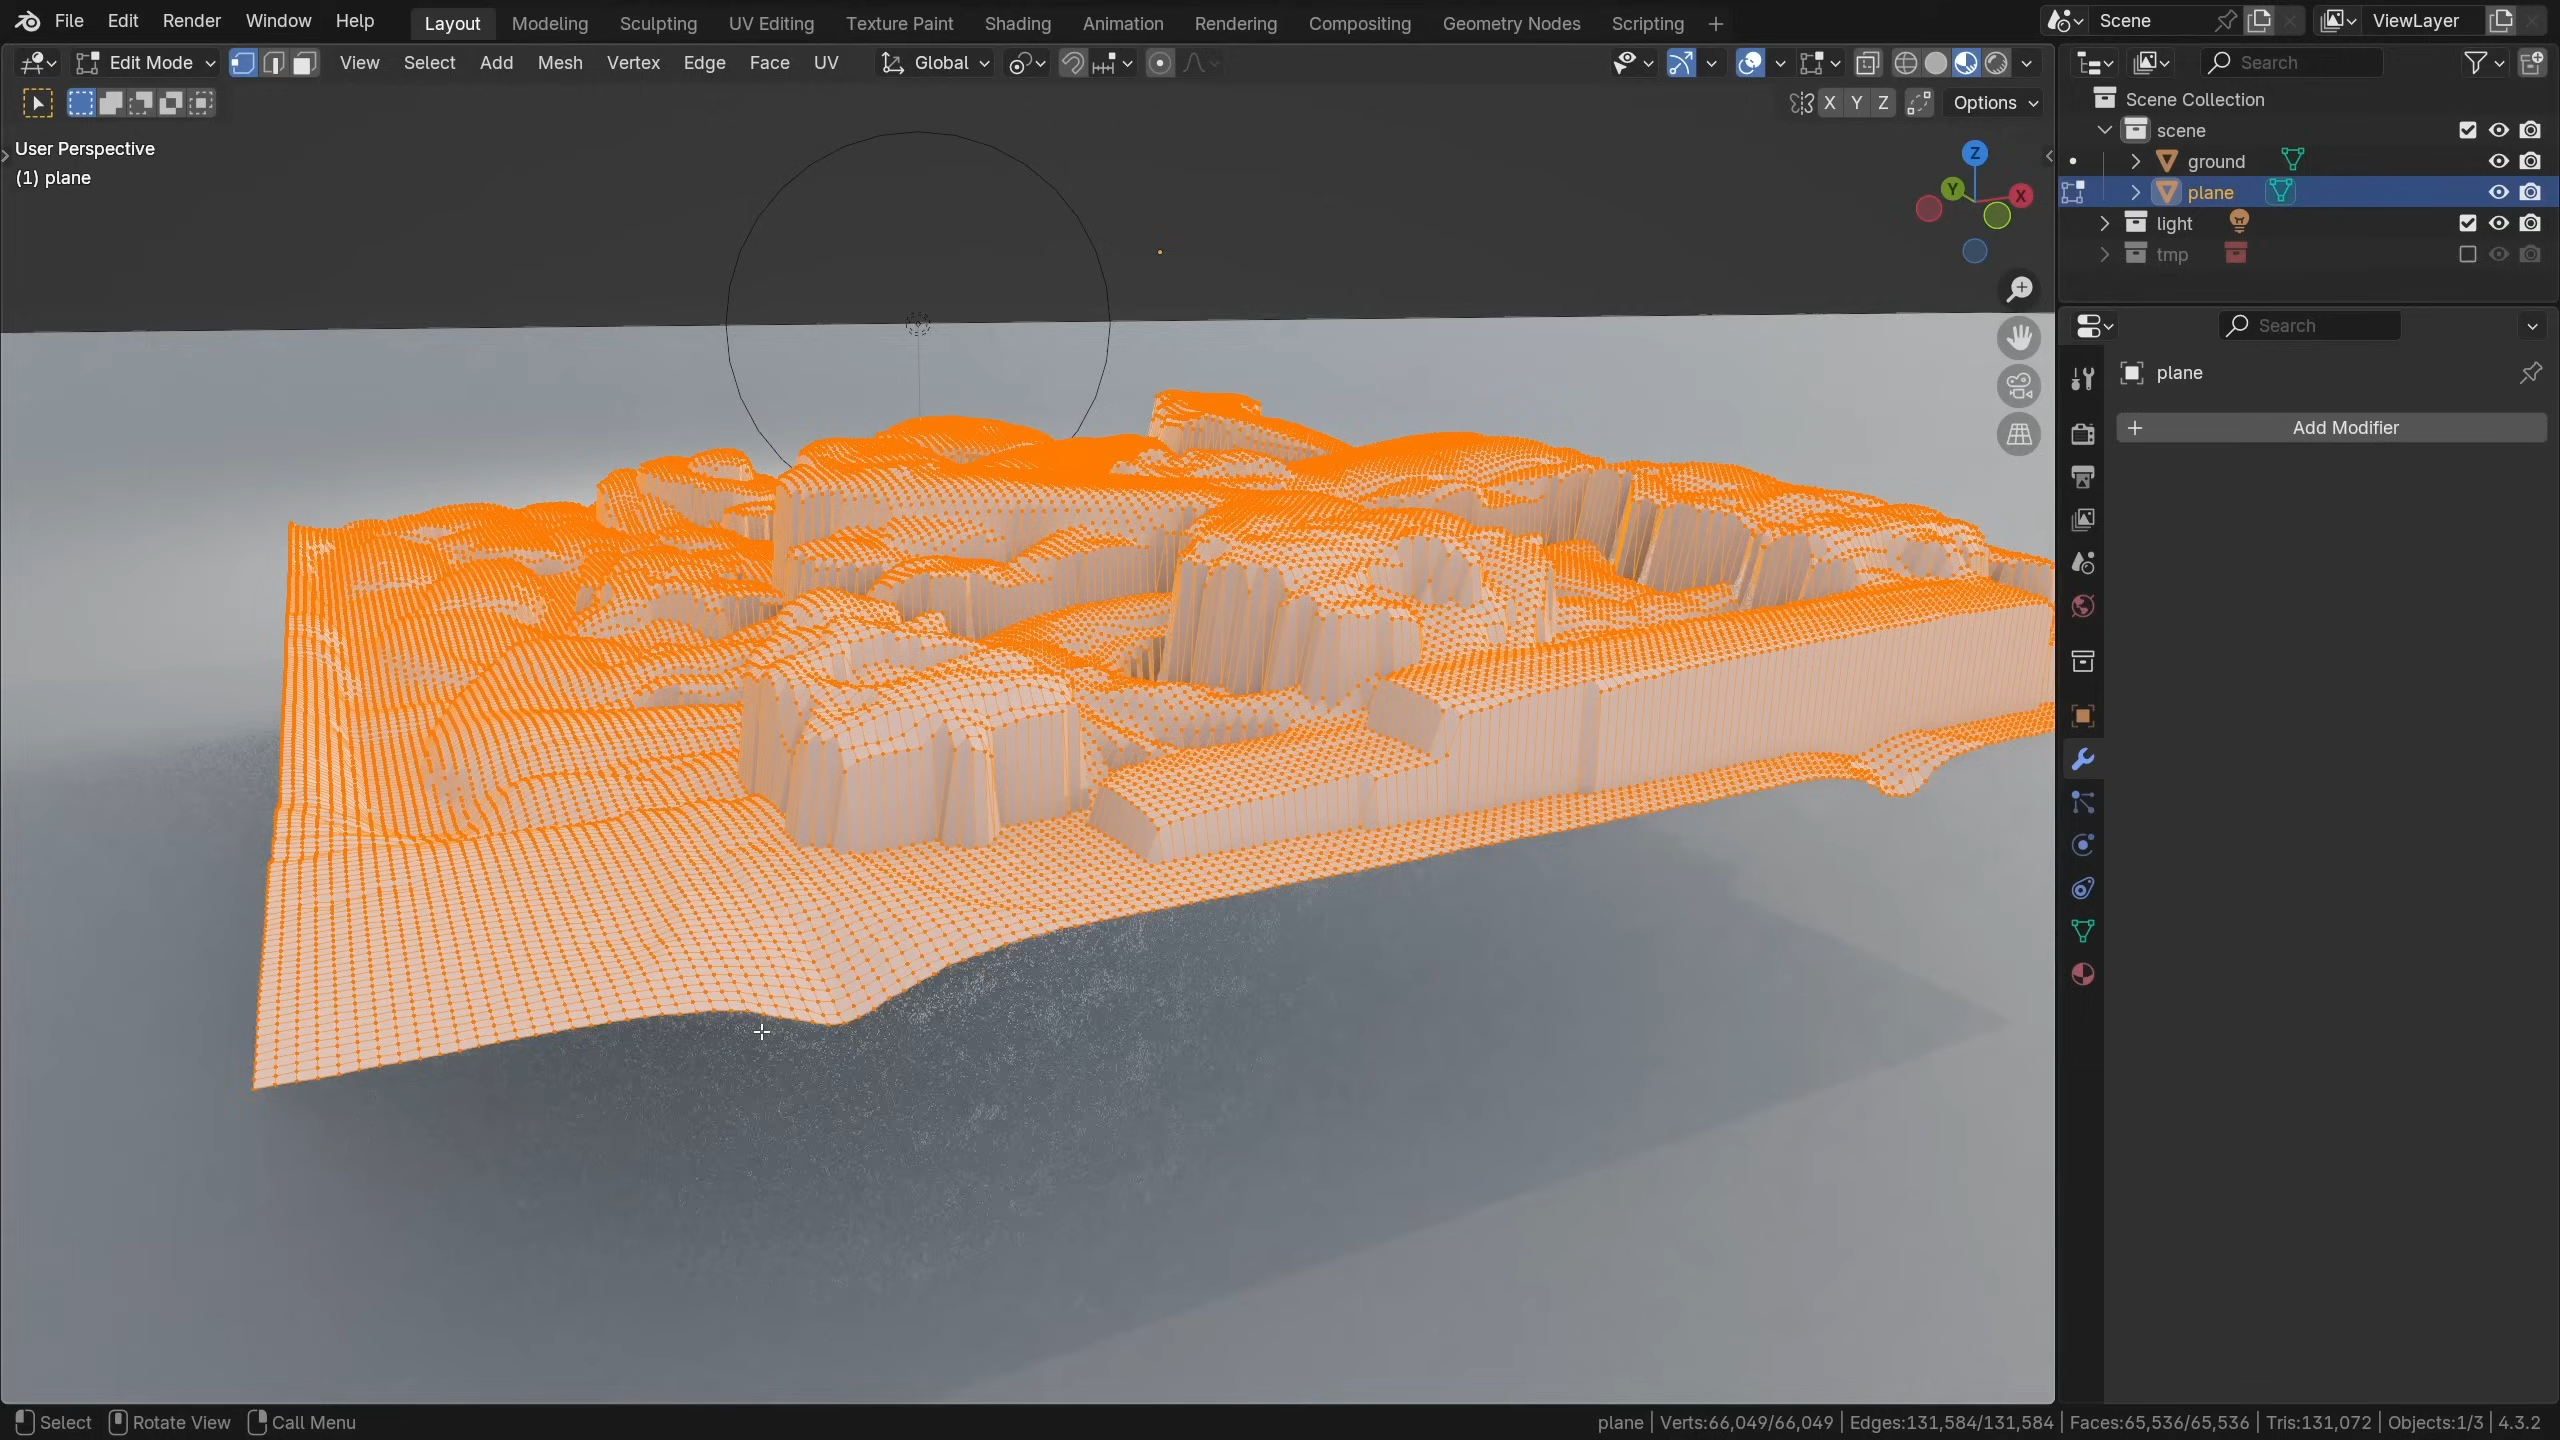 File Edit Render Window Help Layout Modeling Sculpting UV Editing Texture Paint Shading Animation Rendering Compositing Geometry Nodes Scripting + Scene ViewLayer
Edit Mode View Select Add Mesh Vertex Edge Face UV Global Search
X Y Z Options
Scene Collection
scene
ground
plane
light
tmp
User Perspective
(1) plane
Z
Y
X
Search
plane
+ Add Modifier
Select Rotate View Call Menu
plane | Verts:66,049/66,049 | Edges:131,584/131,584 | Faces:65,536/65,536 | Tris:131,072 | Objects:1/3 | 4.3.2